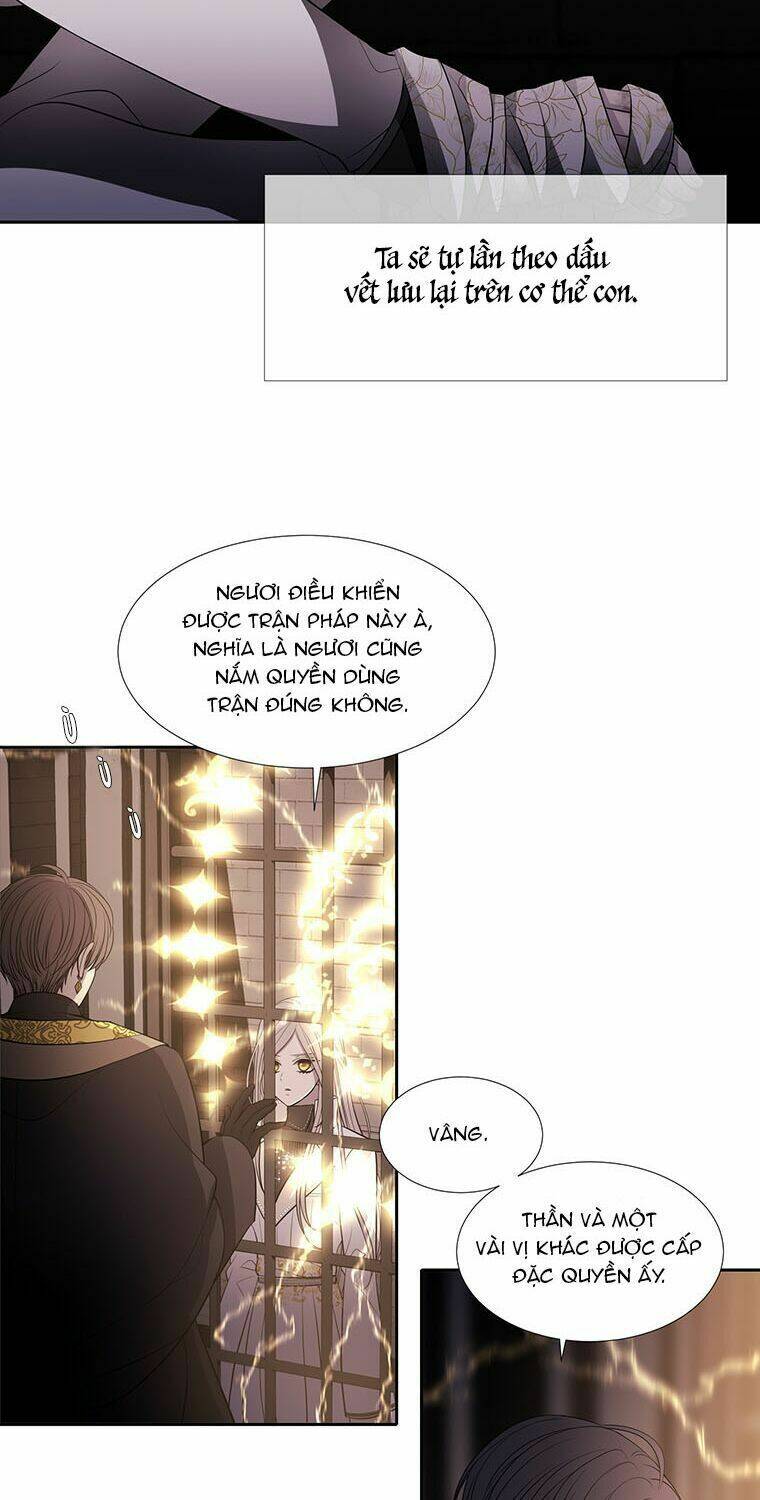 Ta sẽ tự lần theo dấu
vết lưu lại trên cơ thể con.
NGƯƠI ĐIỀU KHIỂN
ĐƯỢC TRẬN PHÁP NÀY À,
NGHĨA LÀ NGƯƠI CŨNG
NẮM QUYỀN DÙNG
TRẬN ĐÚNG KHÔNG.
Ù
Ù
Ù
VÂNG.
THẦN VÀ MỘT
VÀI VỊ KHÁC ĐƯỢC CẤP
ĐẶC QUYỀN ẤY.